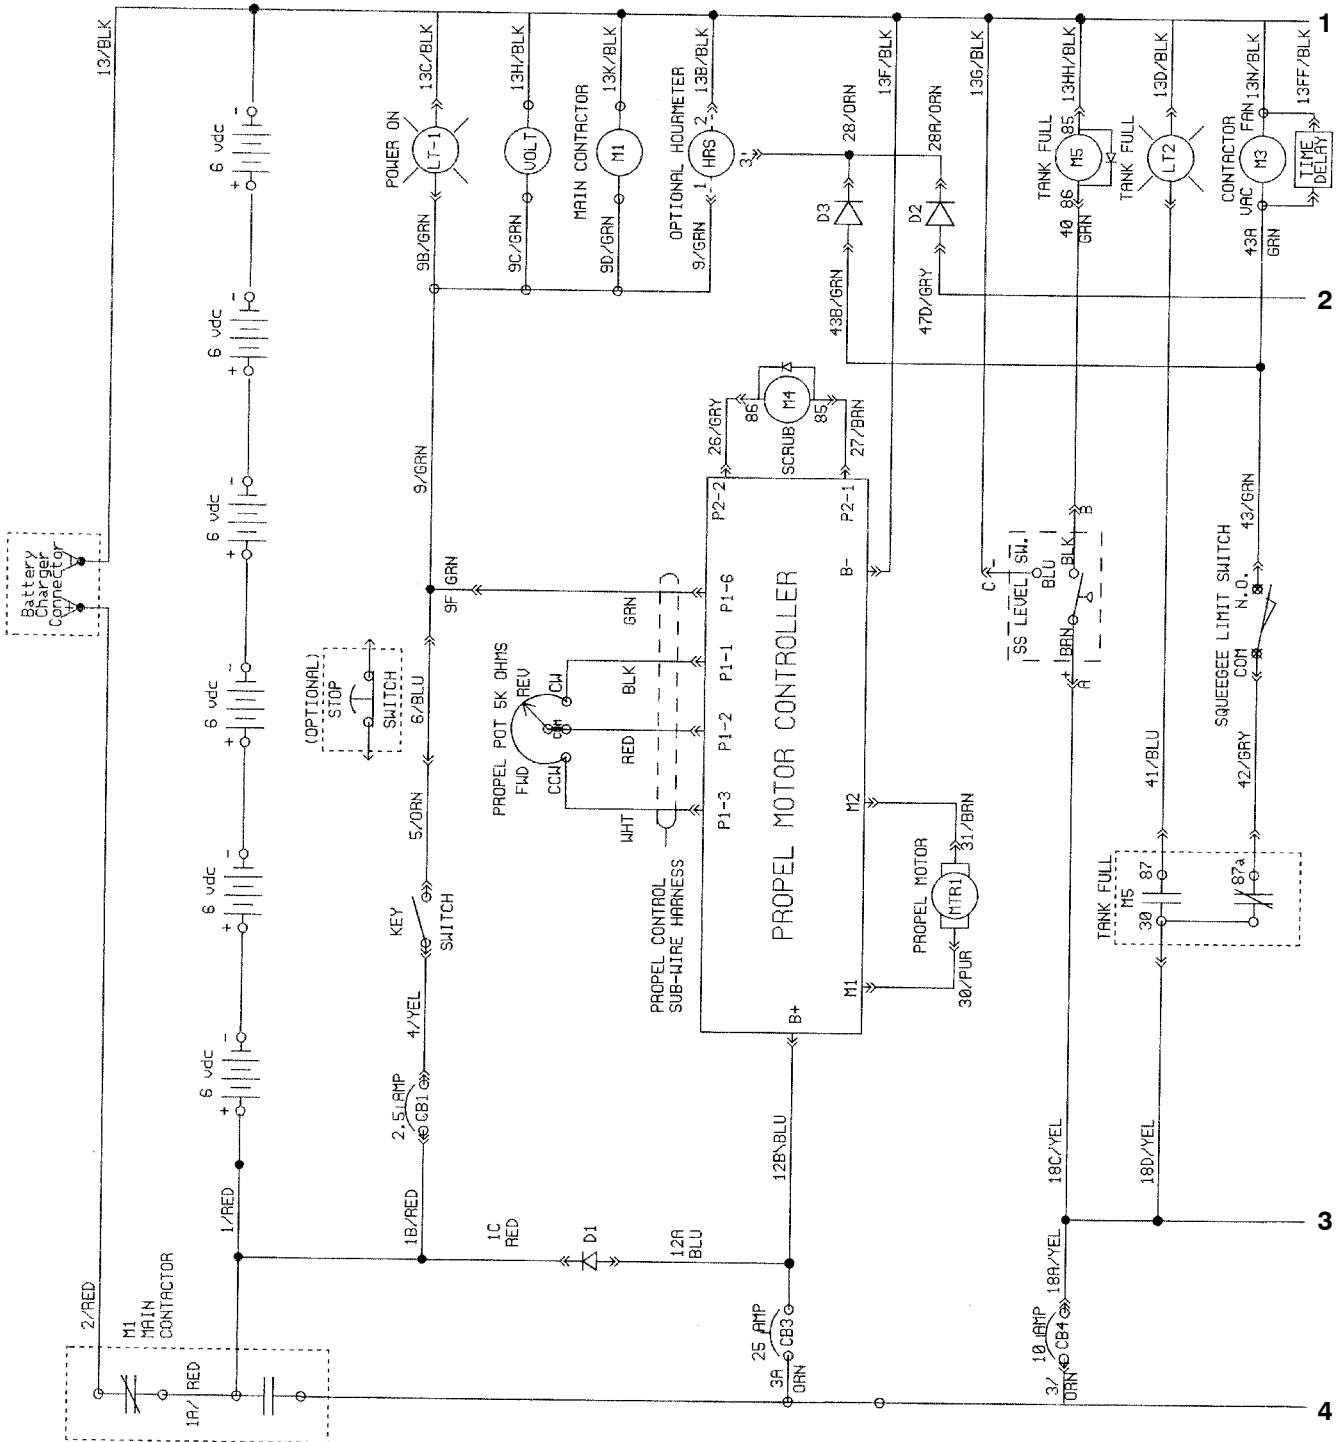 1
13/BLK
13C/BLK
13H/BLK
13K/BLK
13B/BLK
13F/BLK
13G/BLK
13HH/BLK
13D/BLK
13N/BLK
13FF/BLK
6 vdc
- +
POWER ON
LT-1
VOLT
MAIN CONTACTOR
M1
OPTIONAL HOURMETER
HRS
1 2 3
28/ORN
28A/ORN
D3
D2
TANK FULL
M5
85
86
TANK FULL
LT2
CONTACTOR
VAC FAN
M3
TIME
DELAY
9B/GRN
9C/GRN
9D/GRN
9/GRN
43B/GRN
47D/GRY
40
GRN
43A
GRN
2
6 vdc
- +
6 vdc
- +
9/GRN
26/GRY
86
M4
85
SCRUB
27/BRN
43/GRN
Battery
Charger
Connector
P2-2
P2-1
P1-6
P1-1
P1-2
P1-3
B-
M2
M1
B+
PROPEL MOTOR CONTROLLER
9F GRN
GRN
BLK
RED
WHT
PROPEL POT 5K OHMS
FWD
REV
CW
CCW
PROPEL CONTROL
SUB-WIRE HARNESS
C -
SS LEVEL SW.
BLU
BLK
B
BRN
+
A
SQUEEGEE LIMIT SWITCH
COM
N.O.
6 vdc
- +
(OPTIONAL)
STOP
SWITCH
6/BLU
5/ORN
KEY
SWITCH
4/YEL
2.5 AMP
CB1
1B/RED
41/BLU
42/GRY
PROPEL MOTOR
MTR1
31/BRN
30/PUR
TANK FULL
M5
30
87
87a
6 vdc
- +
6 vdc
- +
1/RED
1C
RED
D1
12A
BLU
12B\BLU
18C/YEL
18D/YEL
3
2/RED
M1
MAIN
CONTACTOR
1A/ RED
25 AMP
CB3
3A
ORN
18A/YEL
10 AMP
CB4
3/
ORN
4